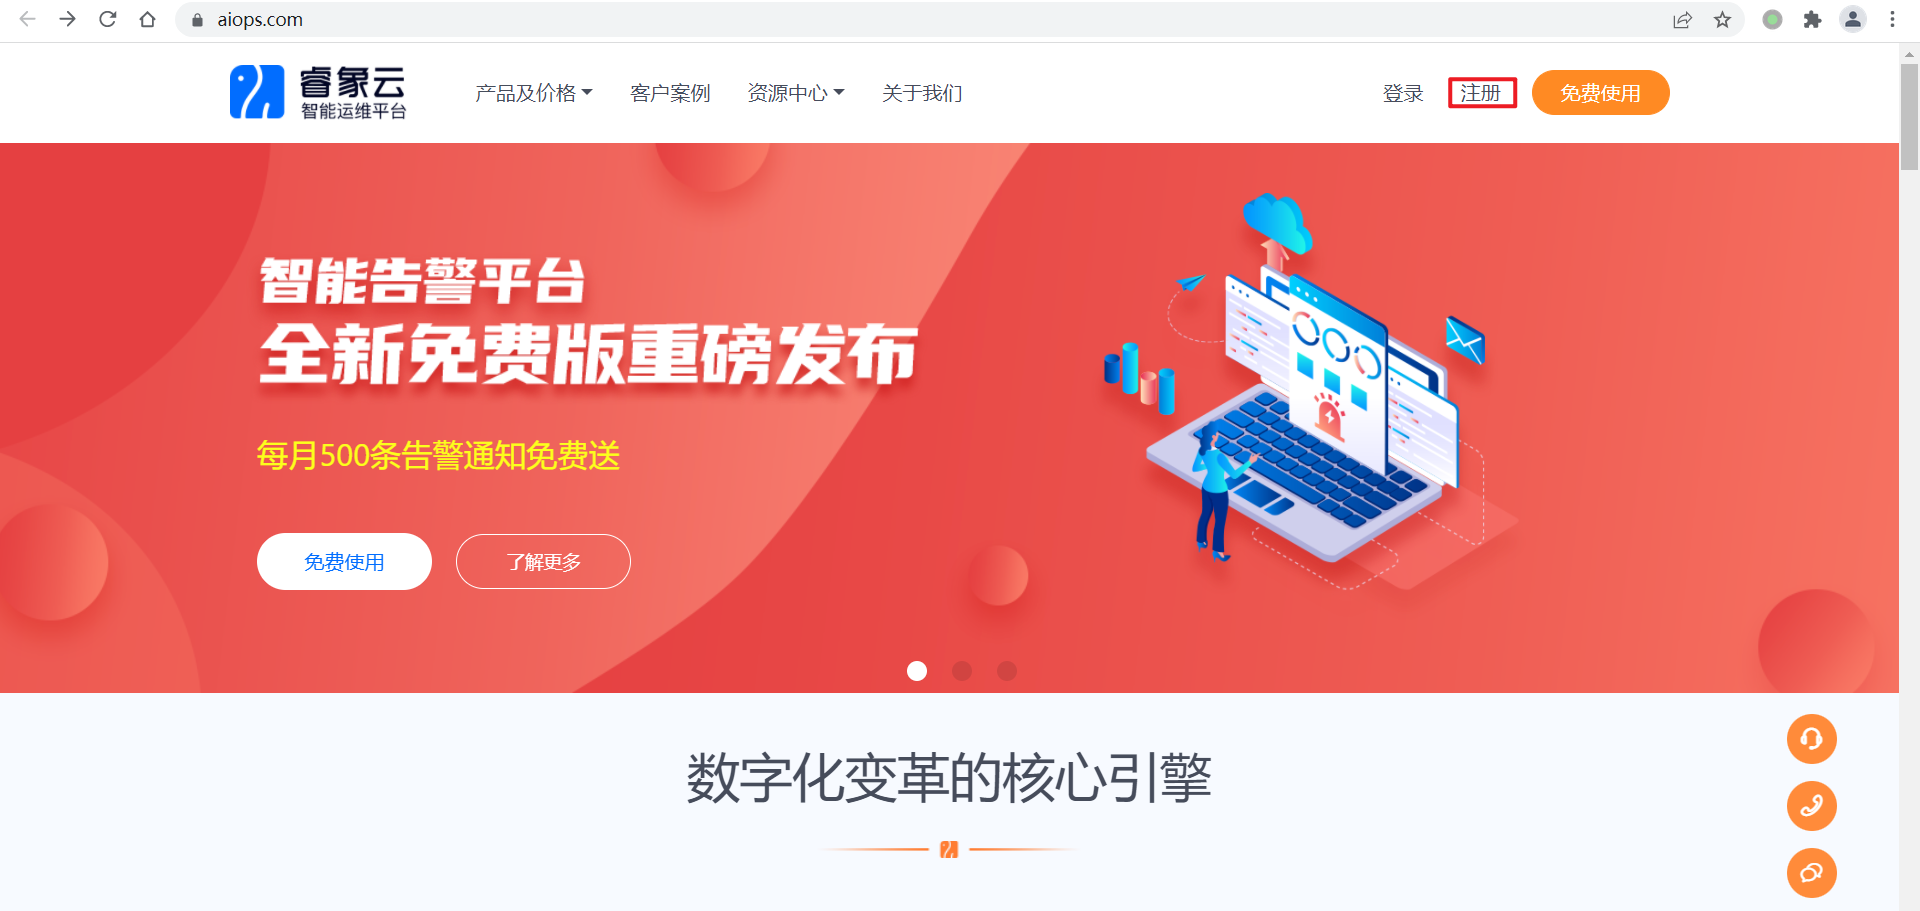 aiops.com
睿象云
智能运维平台
产品及价格 客户案例 资源中心 关于我们 登录 注册 免费使用
智能告警平台
全新免费版重磅发布
每月500条告警通知免费送
免费使用 了解更多
数字化变革的核心引擎